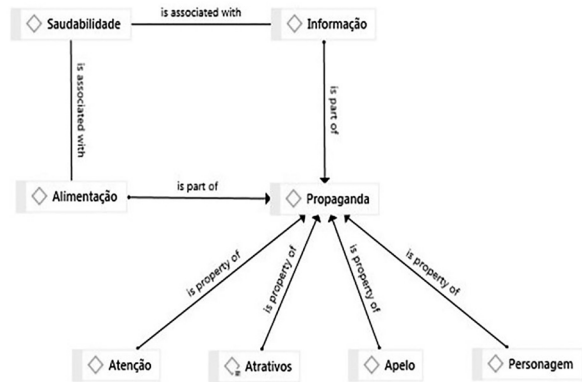 Saudabilidade
is associated with
Informação
is associated with
is part of
Alimentação
is part of
Propaganda
is property of
is property of
is property of
is property of
Atenção
Atrativos
Apelo
Personagem